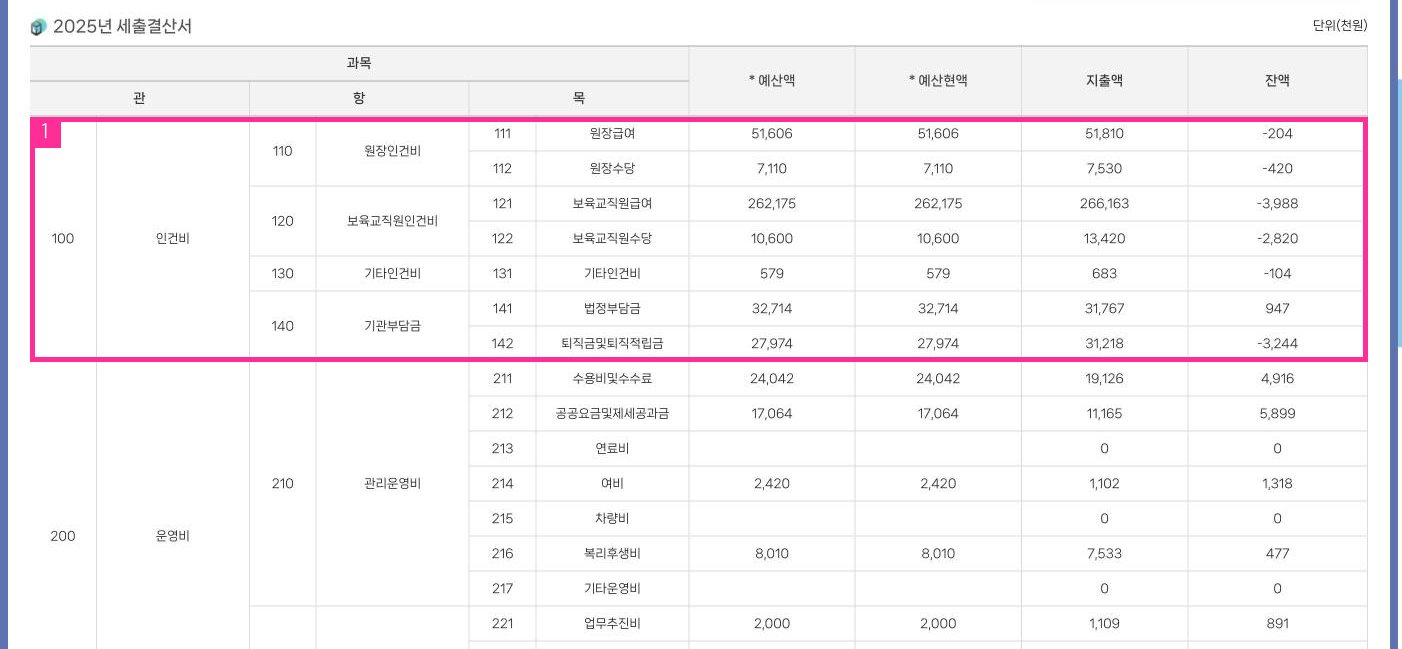 2025년 세출결산서
단위(천원)
과목 * 예산액 * 예산현액 지출액 잔액
관 항 목
1
100 인건비 110 원장인건비 111 원장급여 51,606 51,606 51,810 -204
112 원장수당 7,110 7,110 7,530 -420
120 보육교직원인건비 121 보육교직원급여 262,175 262,175 266,163 -3,988
122 보육교직원수당 10,600 10,600 13,420 -2,820
130 기타인건비 131 기타인건비 579 579 683 -104
140 기관부담금 141 법정부담금 32,714 32,714 31,767 947
142 퇴직금및퇴직적립금 27,974 27,974 31,218 -3,244
200 운영비 210 관리운영비 211 수용비및수수료 24,042 24,042 19,126 4,916
212 공공요금및제세공과금 17,064 17,064 11,165 5,899
213 연료비 0 0
214 여비 2,420 2,420 1,102 1,318
215 차량비 0 0
216 복리후생비 8,010 8,010 7,533 477
217 기타운영비 0 0
221 업무추진비 2,000 2,000 1,109 891